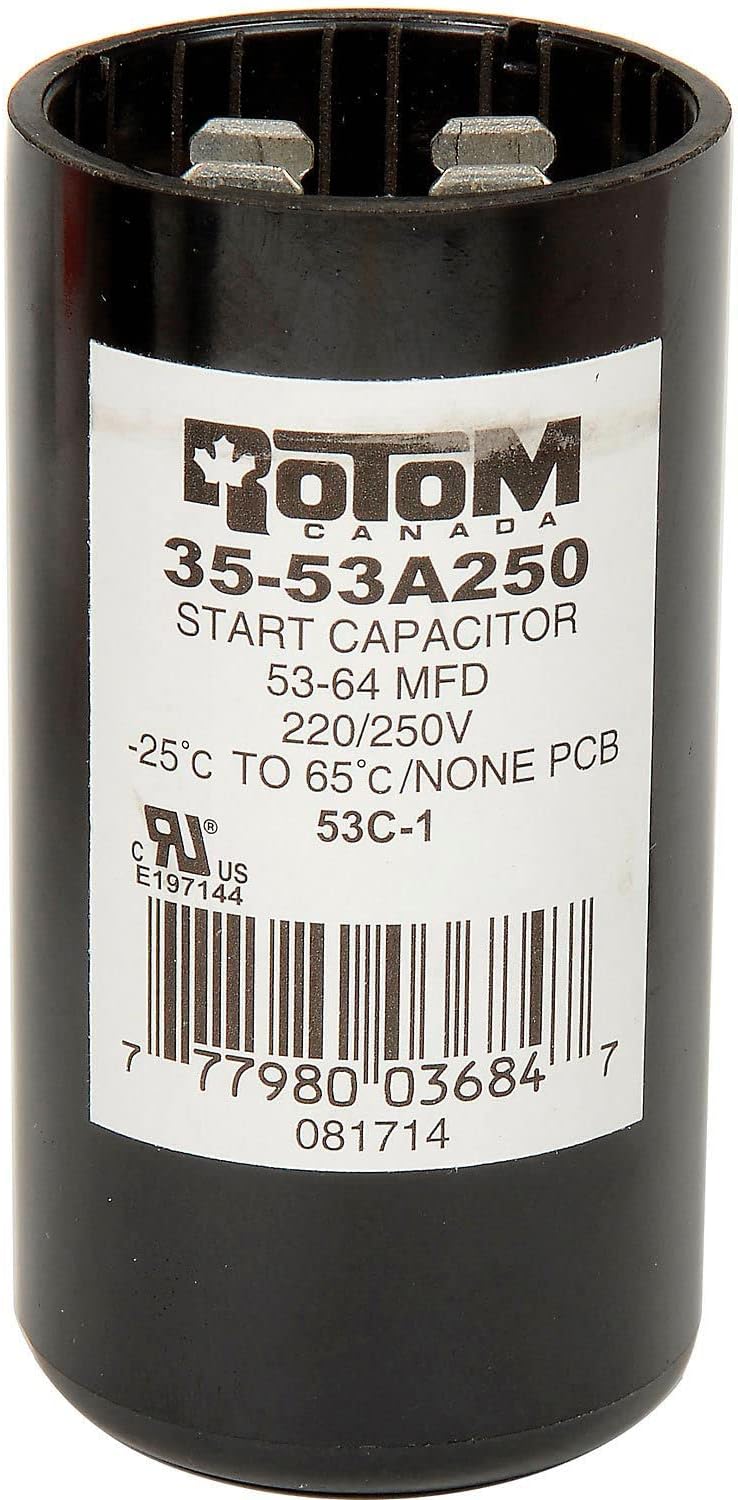 ROTOM
CANADA
35-53A250
START CAPACITOR
53-64 MFD
220/250V
-25°C TO 65°C/NONE PCB
53C-1
C RU® US
E197144
7 77980 03684 7
081714